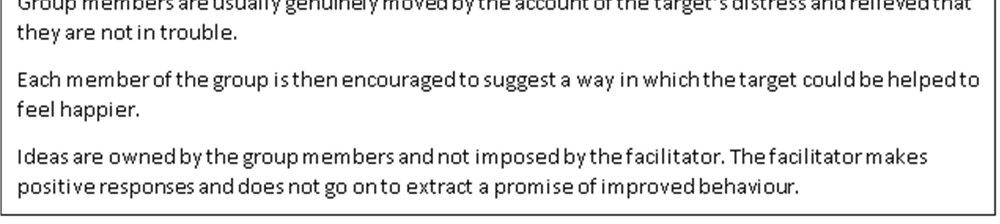 Group members are usually genuinely moved by the account of the target's distress and relieved that
they are not in trouble.
Each member of the group is then encouraged to suggest a way in which the target could be helped to
feel happier.
Ideas are owned by the group members and not imposed by the facilitator. The facilitator makes
positive responses and does not go on to extract a promise of improved behaviour.